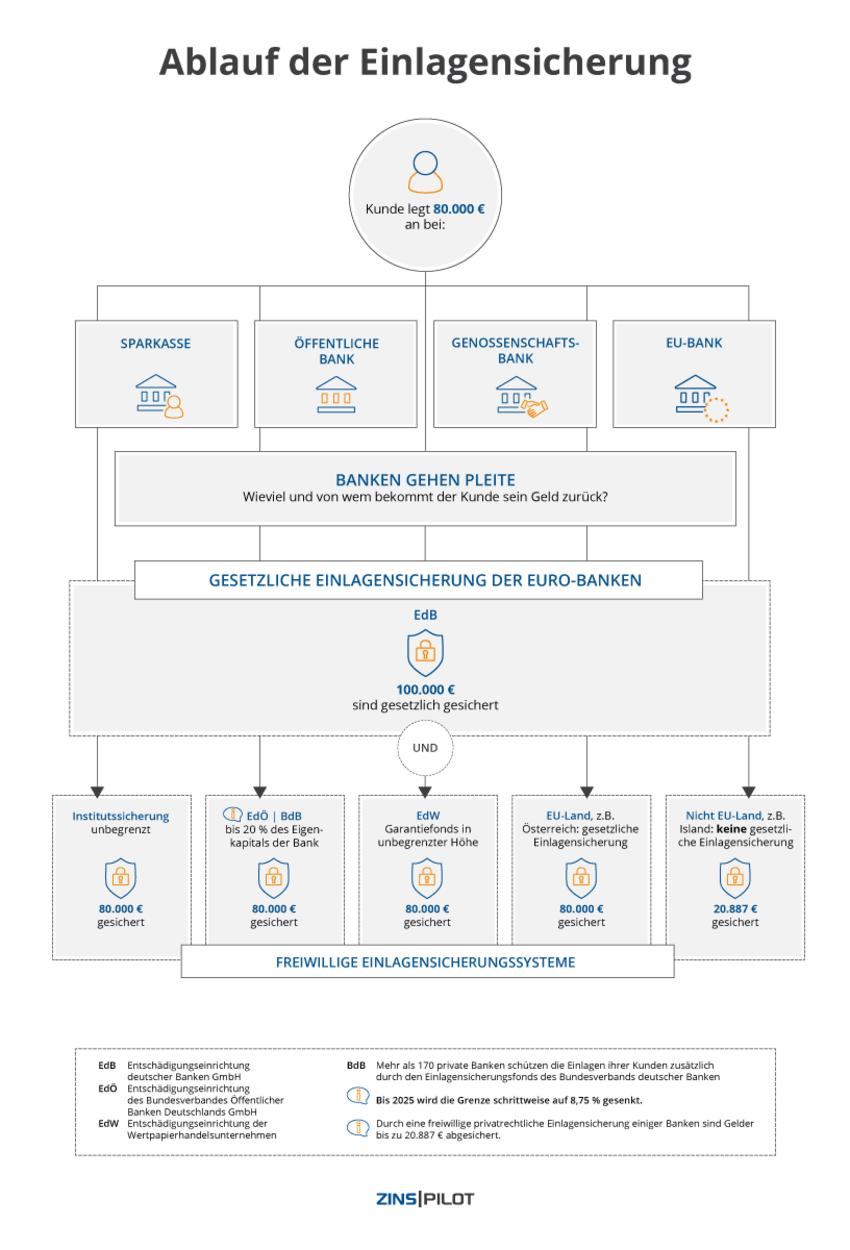 Ablauf der Einlagensicherung
Kunde legt 80.000 €
an bei:
SPARKASSE
ÖFFENTLICHE
BANK
GENOSSENSCHAFTS-
BANK
EU-BANK
BANKEN GEHEN PLEITE
Wieviel und von wem bekommt der Kunde sein Geld zurück?
GESETZLICHE EINLAGENSICHERUNG DER EURO-BANKEN
EdB
100.000 €
sind gesetzlich gesichert
UND
Institutssicherung
unbegrenzt
80.000 €
gesichert
EdÖ | BdB
bis 20 % des Eigen-
kapitals der Bank
80.000 €
gesichert
EdW
Garantiefonds in
unbegrenzter Höhe
80.000 €
gesichert
EU-Land, z.B.
Österreich: gesetzliche
Einlagensicherung
80.000 €
gesichert
Nicht EU-Land, z.B.
Island: keine gesetzli-
che Einlagensicherung
20.887 €
gesichert
FREIWILLIGE EINLAGENSICHERUNGSSYSTEME
EdB Entschädigungseinrichtung
deutscher Banken GmbH
EdÖ Entschädigungseinrichtung
des Bundesverbandes Öffentlicher
Banken Deutschlands GmbH
EdW Entschädigungseinrichtung der
Wertpapierhandelsunternehmen
BdB Mehr als 170 private Banken schützen die Einlagen ihrer Kunden zusätzlich
durch den Einlagensicherungsfonds des Bundesverbands deutscher Banken
Bis 2025 wird die Grenze schrittweise auf 8,75 % gesenkt.
Durch eine freiwillige privatrechtliche Einlagensicherung einiger Banken sind Gelder
bis zu 20.887 € abgesichert.
ZINS|PILOT